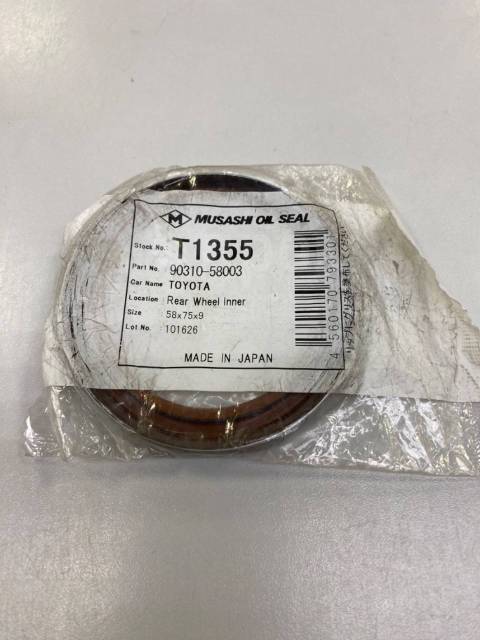 M MUSASHI OIL SEAL
Stock No. T1355
Part No. 90310-58003
Car Name TOYOTA
Location Rear Wheel Inner
Size 58x75x9
Lot No. 101626
MADE IN JAPAN
4 560170 793301